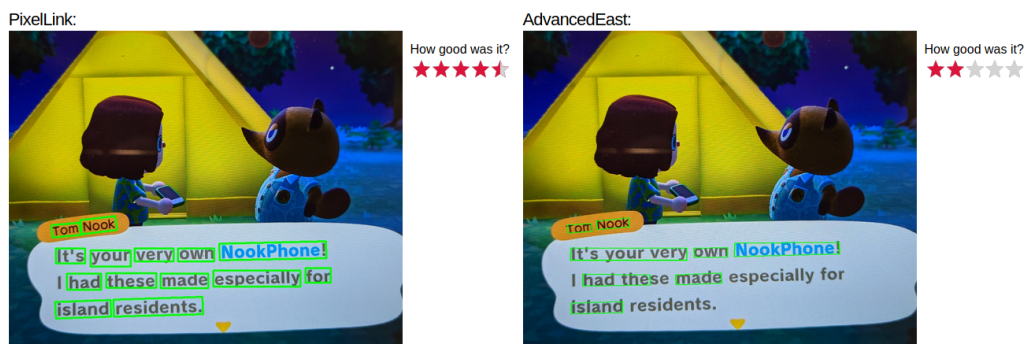 PixelLink:
How good was it?
Tom Nook
It's your very own NookPhone!
I had these made especially for
island residents.
AdvancedEast:
How good was it?
Tom Nook
It's your very own NookPhone!
I had these made especially for
island residents.